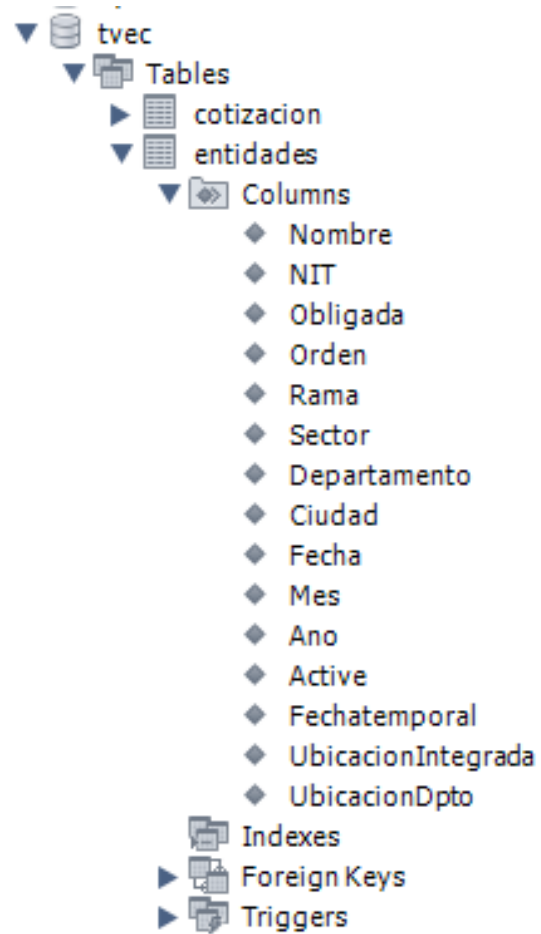 tvec
Tables
cotizacion
entidades
Columns
Nombre
NIT
Obligada
Orden
Rama
Sector
Departamento
Ciudad
Fecha
Mes
Ano
Active
Fechatemporal
UbicacionIntegrada
UbicacionDpto
Indexes
Foreign Keys
Triggers